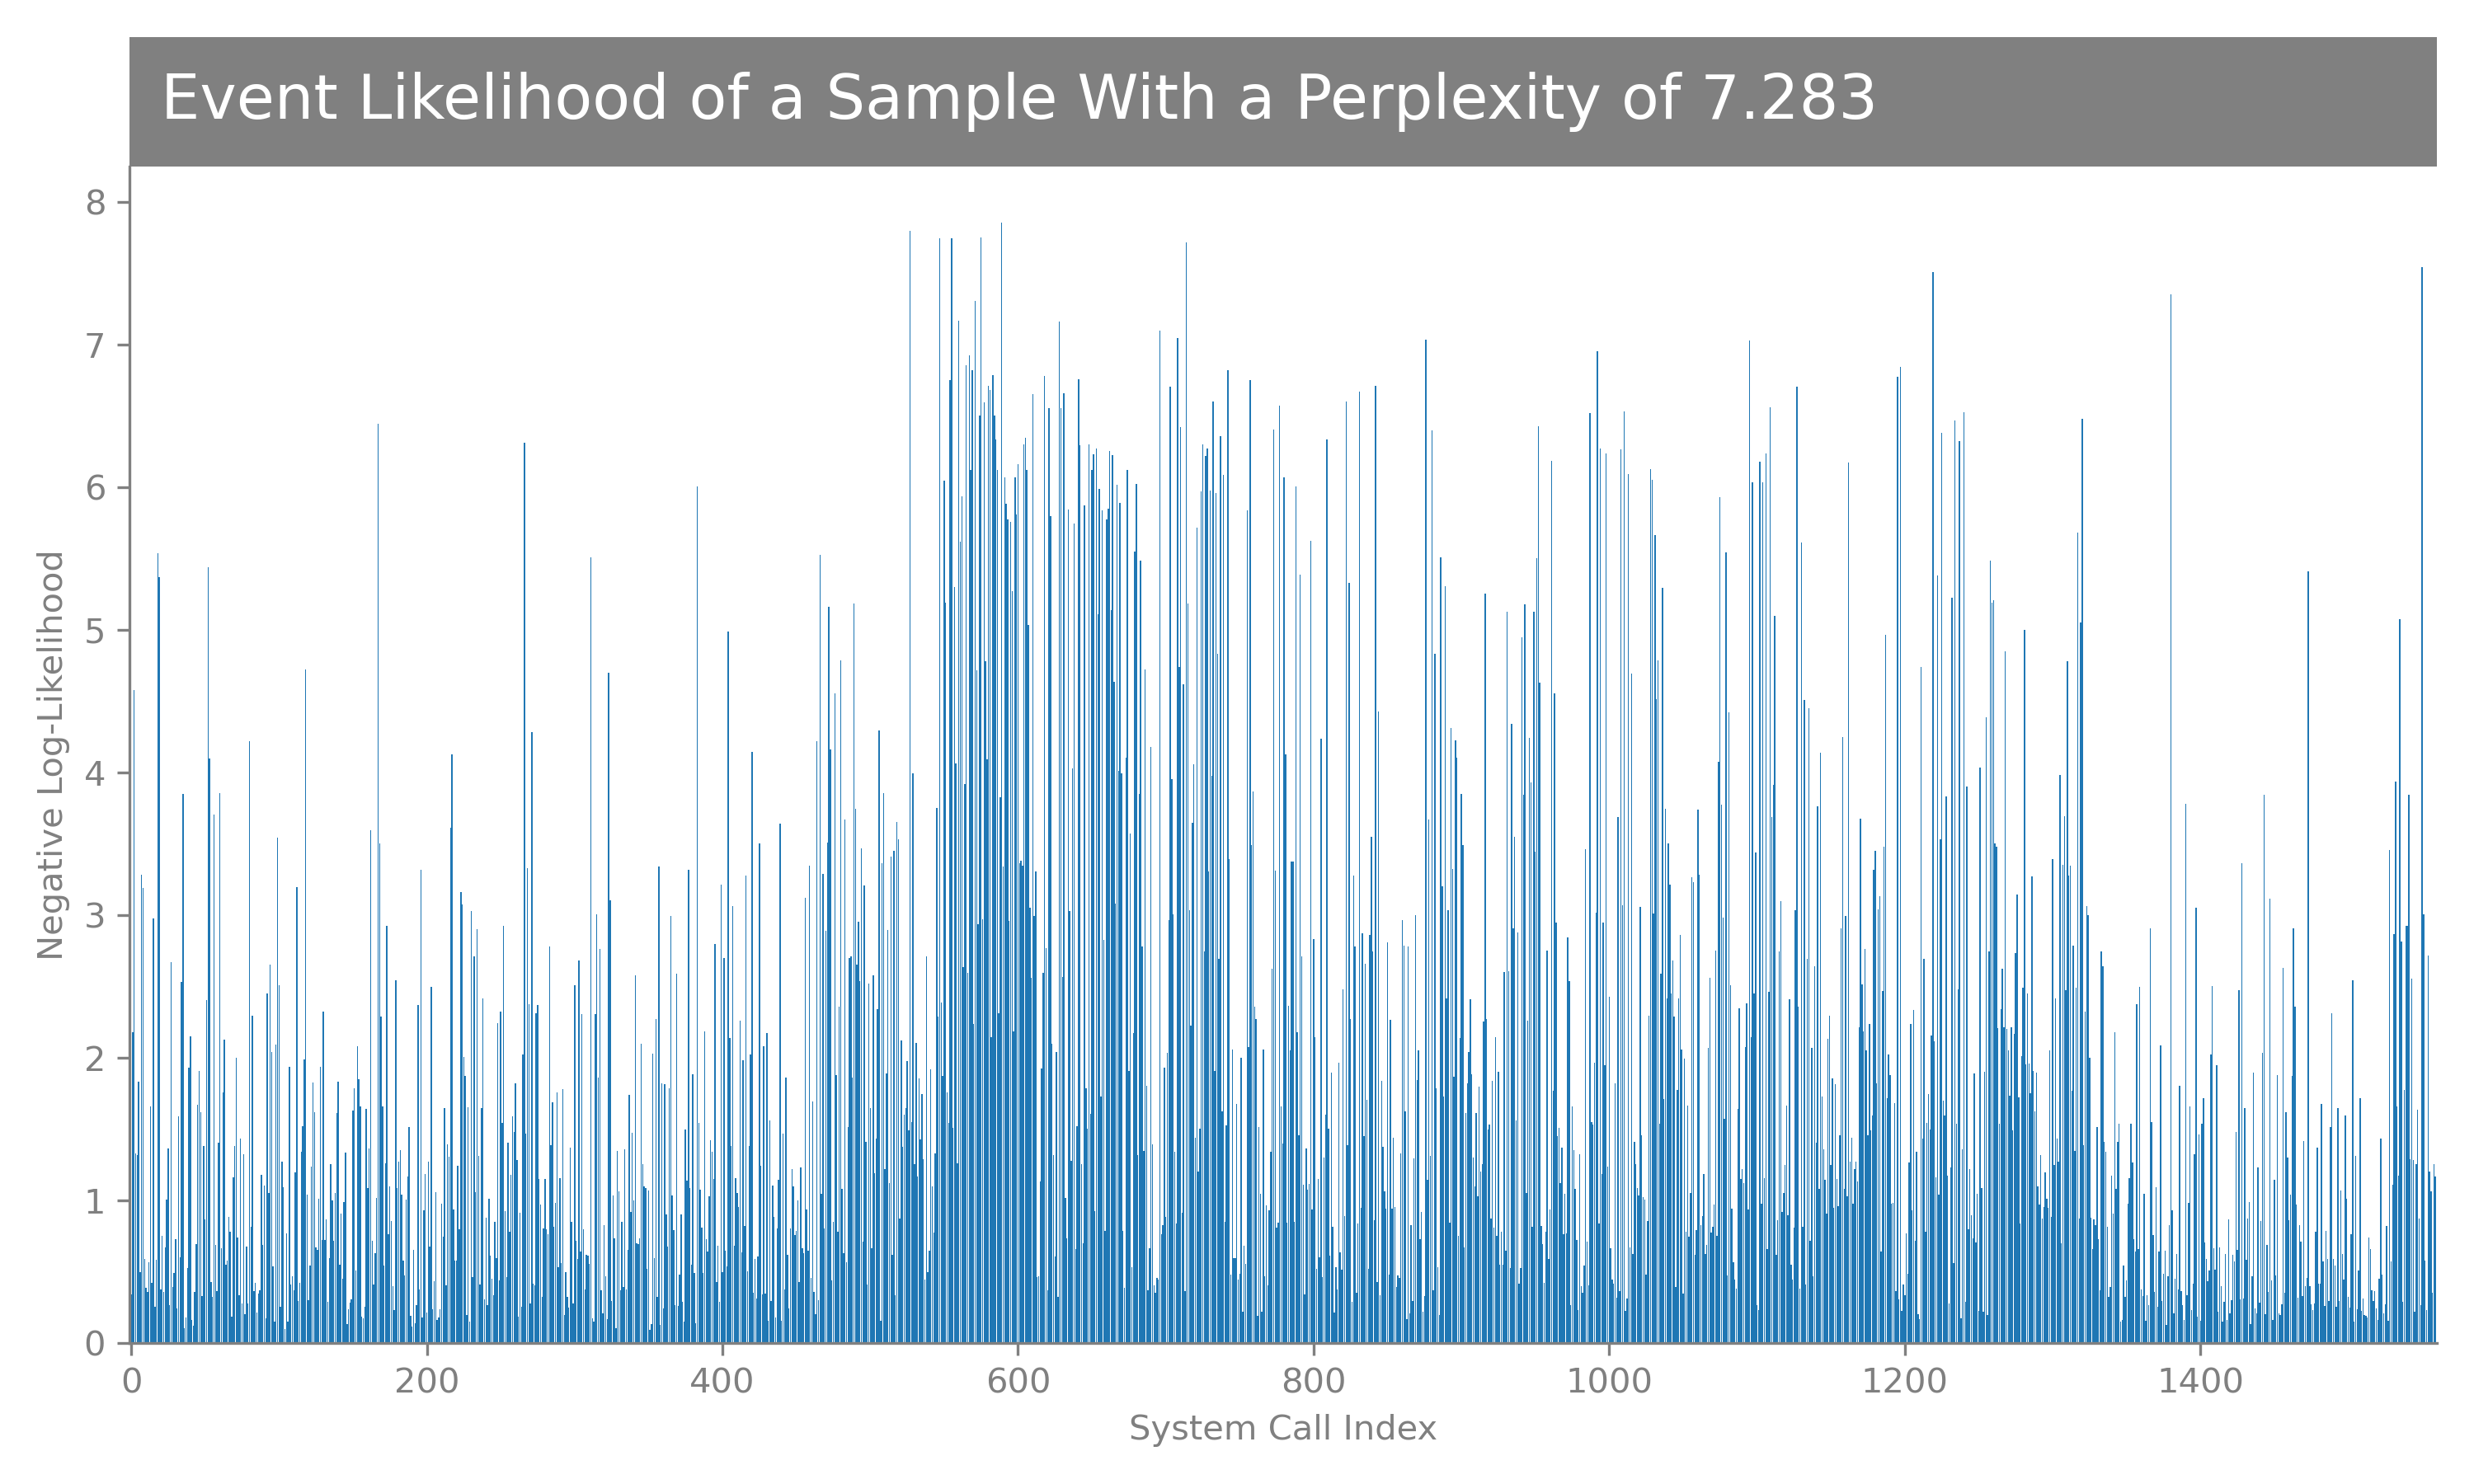 Event Likelihood of a Sample With a Perplexity of 7.283
8
7
6
5
4
3
2
1
0
Negative Log-Likelihood
0 200 400 600 800 1000 1200 1400
System Call Index